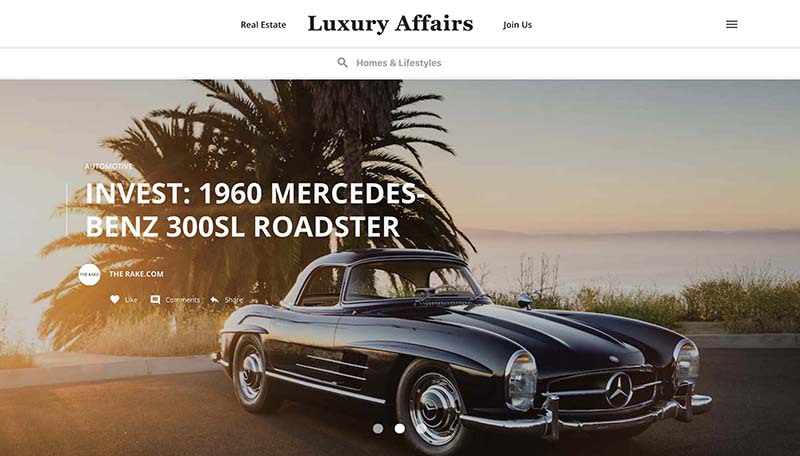 Real Estate
Luxury Affairs
Join Us
Homes & Lifestyles
AUTOMOTIVE
INVEST: 1960 MERCEDES-
BENZ 300SL ROADSTER
THE RAKE
THE RAKE.COM
Like
Comments
Share